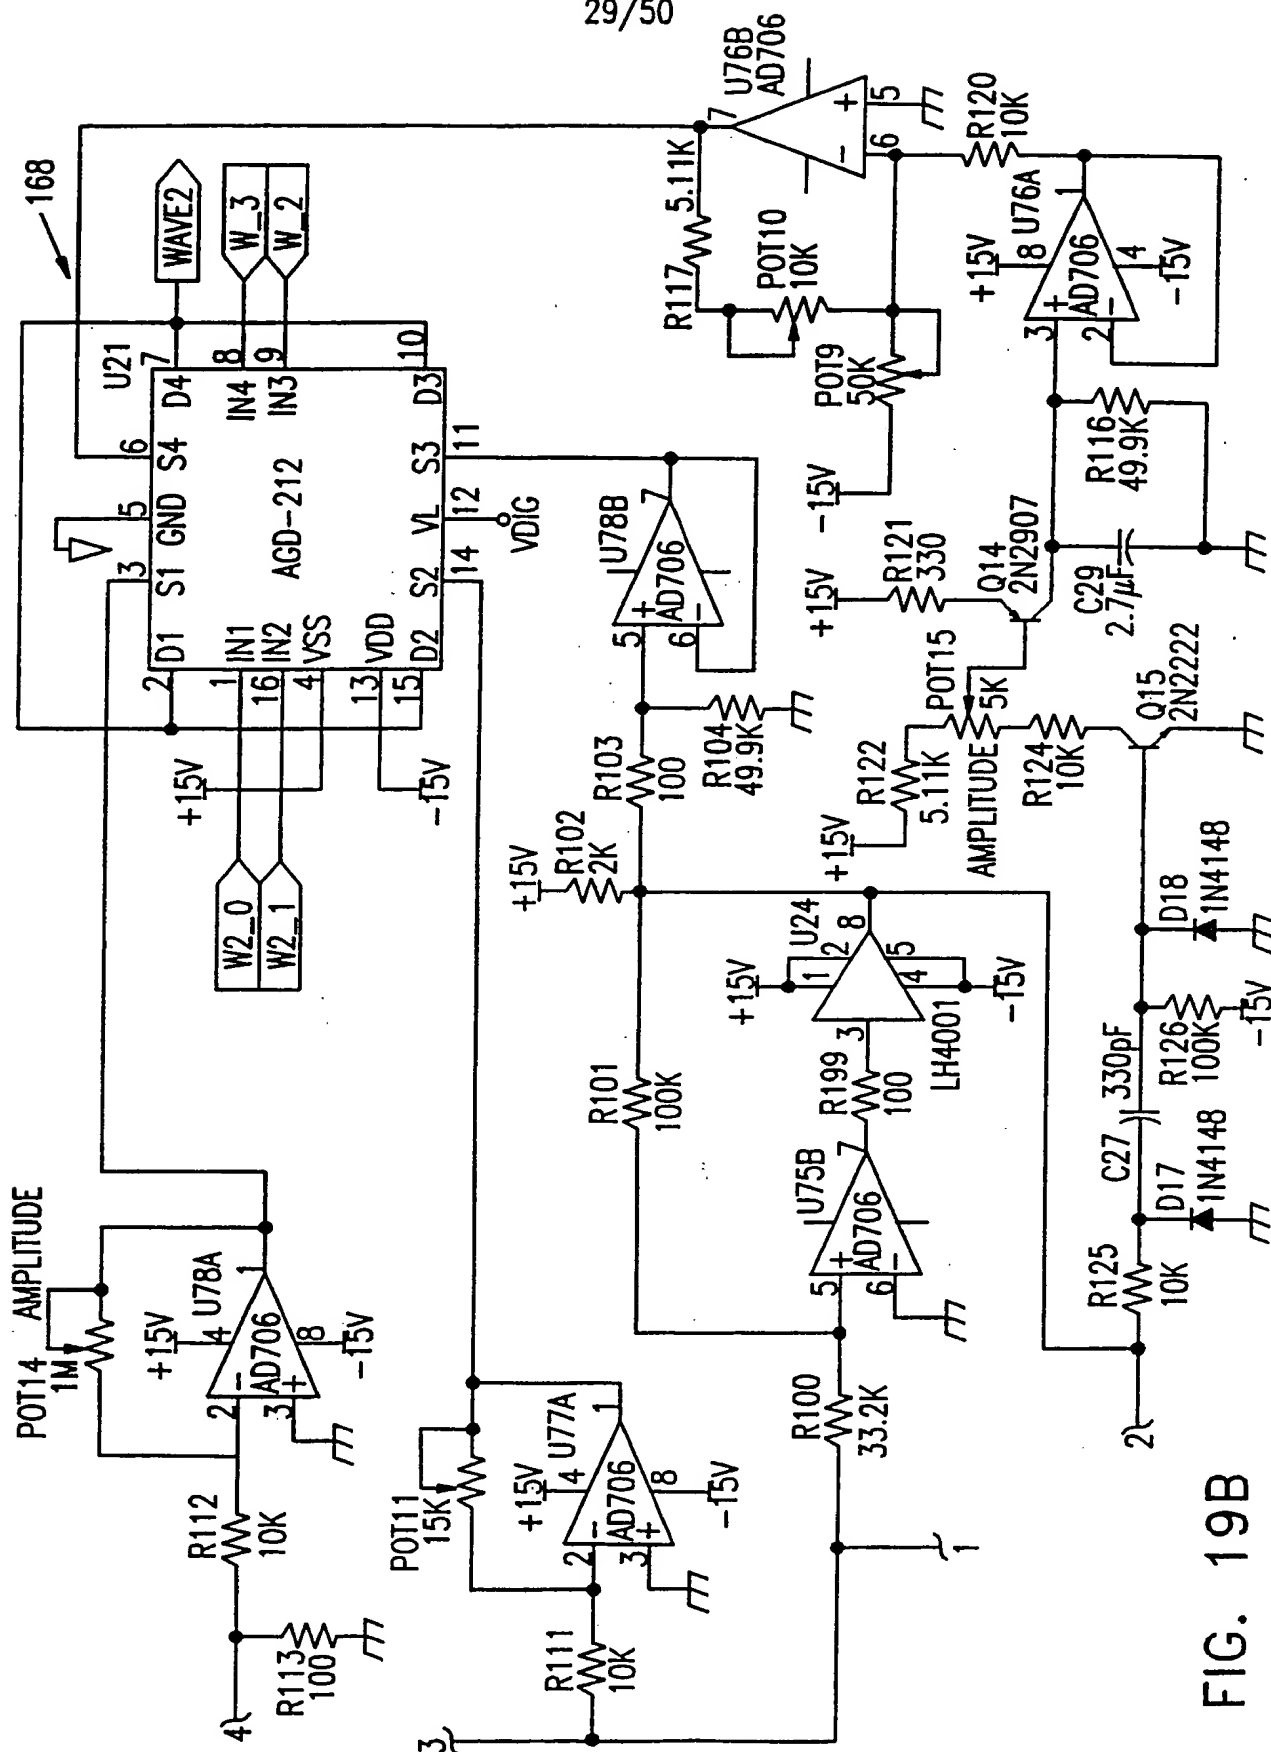 29/50
168
WAVE2
W_3
W_2
U21
7
8
9
10
D4
IN4
IN3
D3
6
5
3
S4
GND
S1
AGD-212
S3
VL
S2
11
12
14
VDIG
D1
IN1
IN2
VSS
VDD
D2
2
1
16
4
13
15
+15V
-15V
W2_0
W2_1
U76B
AD706
7
+
5
-
6
R117
5.11K
POT10
10K
POT9
50K
-15V
R120
10K
U76A
1
+15V
8
+
AD706
-
3
2
4
-15V
R116
49.9K
Q14
2N2907
C29
2.7µF
R121
330
+15V
POT15
5K
AMPLITUDE
R122
5.11K
+15V
R124
10K
Q15
2N2222
U78B
7
+
AD706
-
5
6
R103
100
R104
49.9K
+15V
R102
2K
R101
100K
+15V
U24
1
2
8
3
4
5
-15V
LH4001
R199
100
U75B
7
+
AD706
-
5
6
R100
33.2K
1
D18
1N4148
R126
100K
-15V
C27
330pF
D17
1N4148
R125
10K
2
AMPLITUDE
POT14
1M
U78A
+15V
4
1
-
AD706
+
2
3
8
-15V
R112
10K
R113
100
4
POT11
15K
U77A
+15V
4
1
-
AD706
+
2
3
8
-15V
R111
10K
3
FIG. 19B